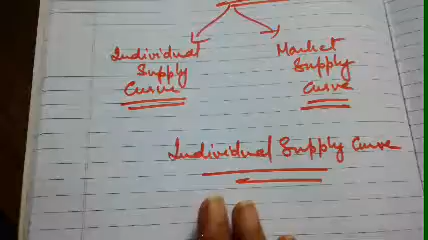 Individual
Supply
Curve
Market
Supply
Curve
Individual Supply Curve